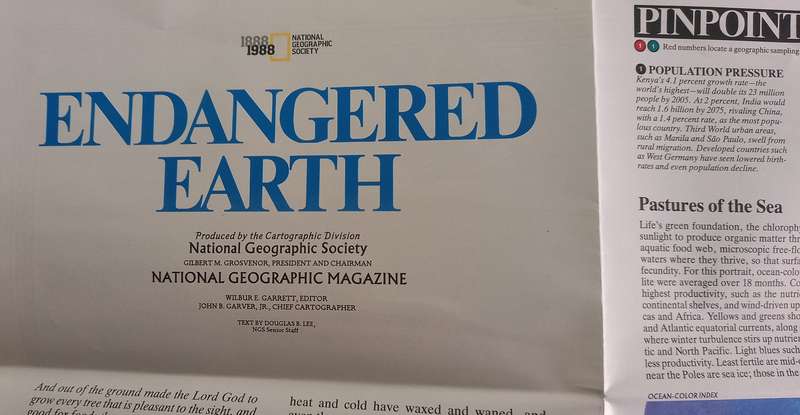 1888
1988
NATIONAL
GEOGRAPHIC
SOCIETY
ENDANGERED
EARTH
Produced by the Cartographic Division
National Geographic Society
GILBERT M. GROSVENOR, PRESIDENT AND CHAIRMAN
NATIONAL GEOGRAPHIC MAGAZINE
WILBUR E. GARRETT, EDITOR
JOHN B. GARVER, JR., CHIEF CARTOGRAPHER
TEXT BY DOUGLAS B. LEE,
NGS Senior Staff
And out of the ground made the Lord God to
grow every tree that is pleasant to the sight, and
good for food
heat and cold have waxed and waned, and
PINPOINT
1 1 Red numbers locate a geographic sampling
1 POPULATION PRESSURE
Kenya's 4.1 percent growth rate—the
world's highest—will double its 23 million
people by 2005. At 2 percent, India would
reach 1.6 billion by 2075, rivaling China,
with a 1.4 percent rate, as the most popu-
lous country. Third World urban areas,
such as Manila and São Paulo, swell from
rural migration. Developed countries such
as West Germany have seen lowered birth-
rates and even population decline.
Pastures of the Sea
Life's green foundation, the chloroph
sunlight to produce organic matter thr
aquatic food web, microscopic free-flo
waters where they thrive, so that surfa
fecundity. For this portrait, ocean-colo
lite were averaged over 18 months. Co
highest productivity, such as the nutri
continental shelves, and wind-driven up
cas and Africa. Yellows and greens sho
and Atlantic equatorial currents, along
where winter turbulence stirs up nutrie
tic and North Pacific. Light blues such
less productivity. Least fertile are mid-
near the Poles are sea ice; those in the
OCEAN-COLOR INDEX